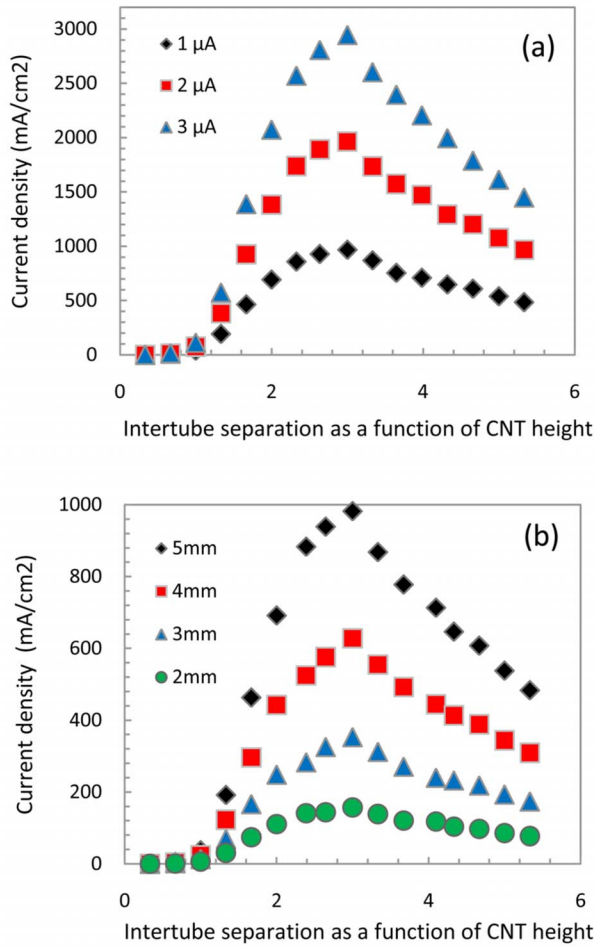 (a)
Current density (mA/cm2)
3000
2500
2000
1500
1000
500
0
1 µA
2 µA
3 µA
0 2 4 6
Intertube separation as a function of CNT height
(b)
Current density (mA/cm2)
1000
800
600
400
200
0
5mm
4mm
3mm
2mm
0 2 4 6
Intertube separation as a function of CNT height